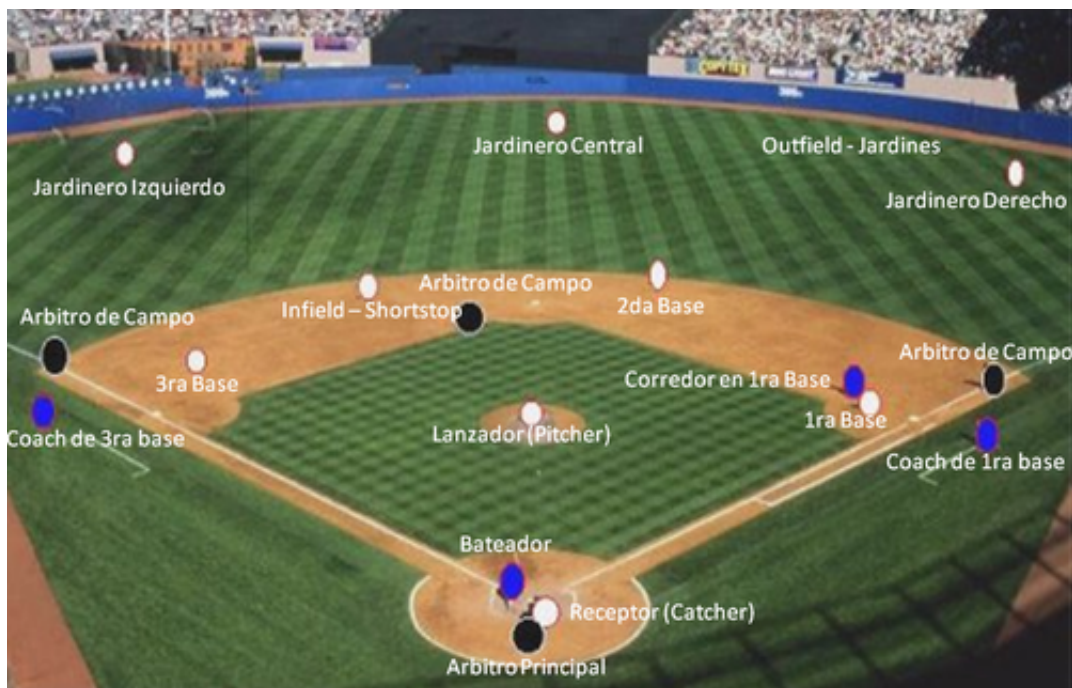 Jardinero Central
Outfield - Jardines
Jardinero Izquierdo
Jardinero Derecho
Arbitro de Campo
Infield – Shortstop
2da Base
Arbitro de Campo
Arbitro de Campo
3ra Base
Corredor en 1ra Base
1ra Base
Coach de 3ra base
Lanzador (Pitcher)
Coach de 1ra base
Bateador
Receptor (Catcher)
Arbitro Principal